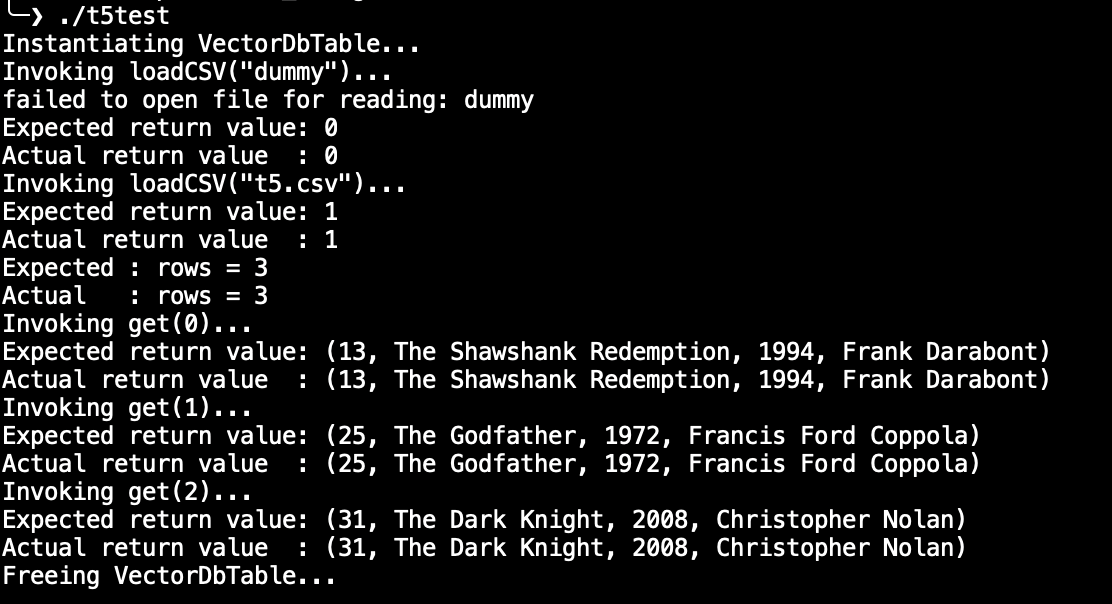 ╰─❯ ./t5test
Instantiating VectorDbTable...
Invoking loadCSV("dummy")...
failed to open file for reading: dummy
Expected return value: 0
Actual return value  : 0
Invoking loadCSV("t5.csv")...
Expected return value: 1
Actual return value  : 1
Expected : rows = 3
Actual   : rows = 3
Invoking get(0)...
Expected return value: (13, The Shawshank Redemption, 1994, Frank Darabont)
Actual return value  : (13, The Shawshank Redemption, 1994, Frank Darabont)
Invoking get(1)...
Expected return value: (25, The Godfather, 1972, Francis Ford Coppola)
Actual return value  : (25, The Godfather, 1972, Francis Ford Coppola)
Invoking get(2)...
Expected return value: (31, The Dark Knight, 2008, Christopher Nolan)
Actual return value  : (31, The Dark Knight, 2008, Christopher Nolan)
Freeing VectorDbTable...